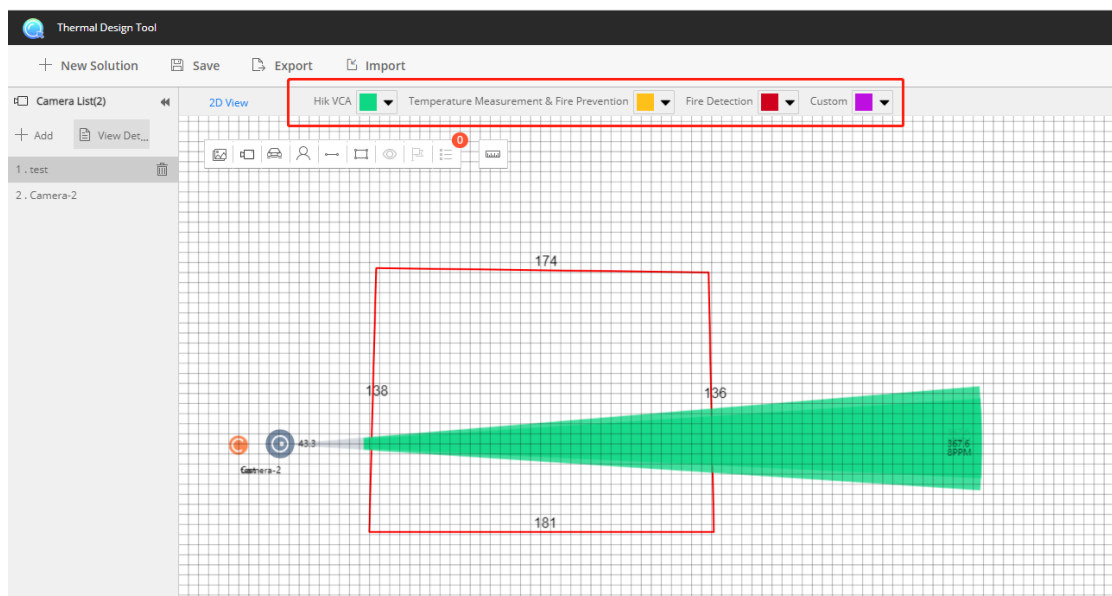 Thermal Design Tool
New Solution Save Export Import
Camera List(2) 2D View Hik VCA Temperature Measurement & Fire Prevention Fire Detection Custom
Add View Det...
0
1 . test
2 . Camera-2
174
138
136
43.3
367.6
8PPM
Camera-2
181